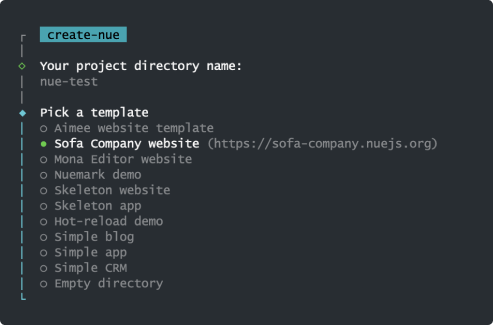 create-nue
Your project directory name:
nue-test
Pick a template
Aimee website template
Sofa Company website (https://sofa-company.nuejs.org)
Mona Editor website
Nuemark demo
Skeleton website
Skeleton app
Hot-reload demo
Simple blog
Simple app
Simple CRM
Empty directory